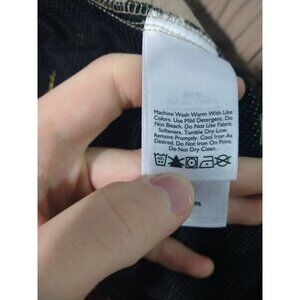 Machine Wash Warm With Like
Colors. Use Mild Detergent. Do
Not Bleach. Do Not Use Fabric
Softeners. Tumble Dry Low.
Remove Promptly. Cool Iron As
Desired. Do Not Iron Print.
Do Not Dry Clean.